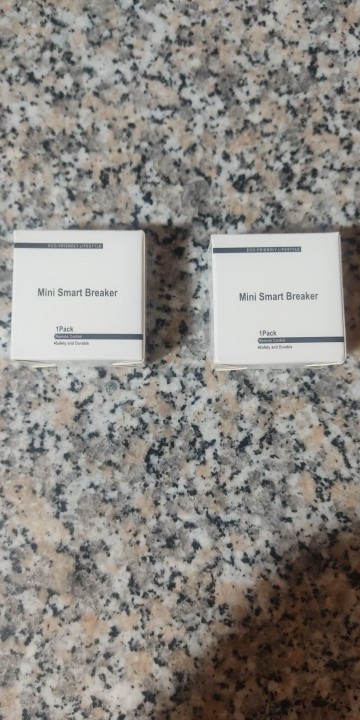 ECO-FRIENDLY LIFESTYLE
Mini Smart Breaker
1Pack
Remote Control
•Safety and Durable
ECO-FRIENDLY LIFESTYLE
Mini Smart Breaker
1Pack
Remote Control
•Safety and Durable